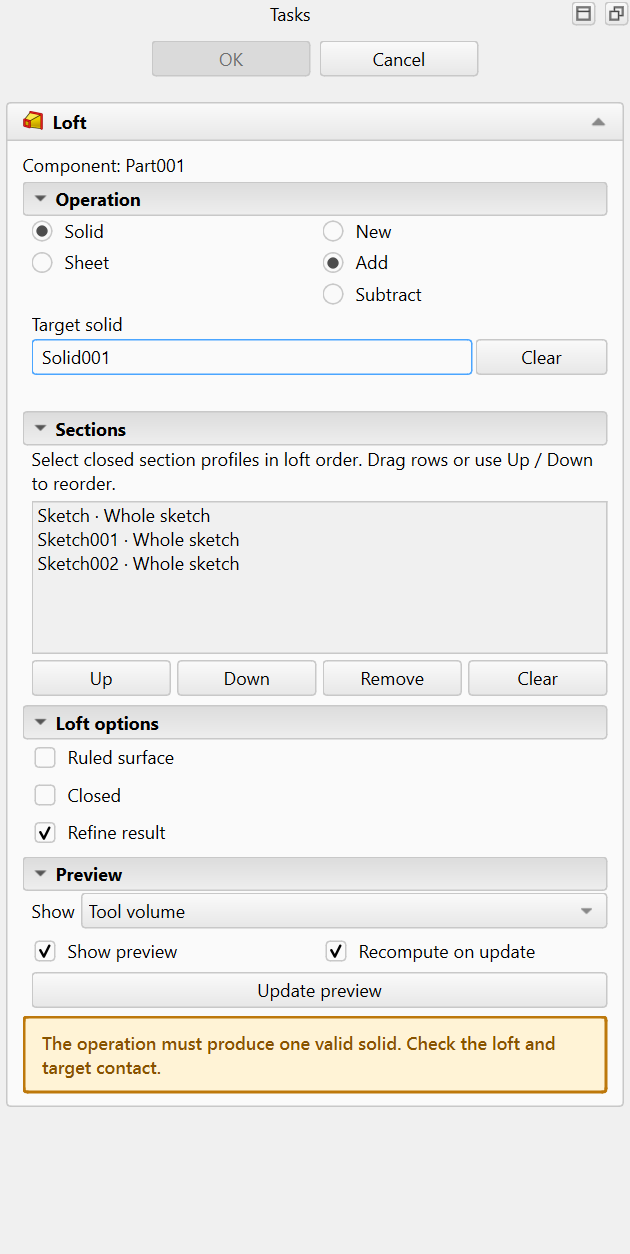 Tasks
OK Cancel
Loft
Component: Part001
Operation
Solid New
Sheet Add
Subtract
Target solid
Solid001 Clear
Sections
Select closed section profiles in loft order. Drag rows or use Up / Down
to reorder.
Sketch · Whole sketch
Sketch001 · Whole sketch
Sketch002 · Whole sketch
Up Down Remove Clear
Loft options
Ruled surface
Closed
Refine result
Preview
Show Tool volume
Show preview Recompute on update
Update preview
The operation must produce one valid solid. Check the loft and
target contact.